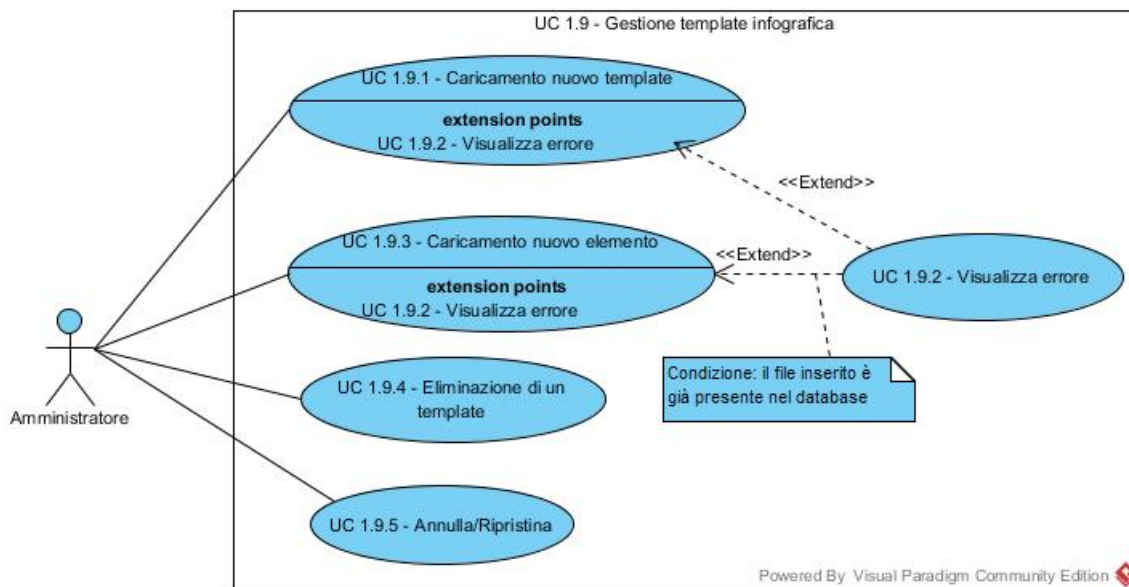 UC 1.9 - Gestione template infografica
UC 1.9.1 - Caricamento nuovo template
extension points
UC 1.9.2 - Visualizza errore
<<Extend>>
UC 1.9.3 - Caricamento nuovo elemento
extension points
UC 1.9.2 - Visualizza errore
<<Extend>>
UC 1.9.2 - Visualizza errore
Condizione: il file inserito è
già presente nel database
UC 1.9.4 - Eliminazione di un
template
Amministratore
UC 1.9.5 - Annulla/Ripristina
Powered By Visual Paradigm Community Edition